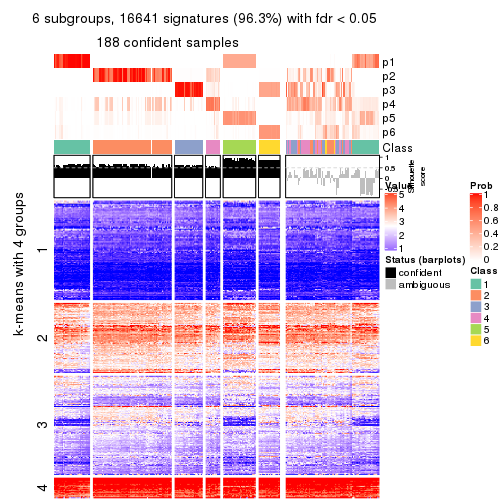 6 subgroups, 16641 signatures (96.3%) with fdr < 0.05
188 confident samples
p1
p2
p3
p4
p5
p6
Class
1
0.5
0
-0.5
Silhouette
score
k-means with 4 groups
1
2
3
4
Value
5
4
3
2
1
Status (barplots)
confident
ambiguous
Prob
1
0.8
0.6
0.4
0.2
0
Class
1
2
3
4
5
6